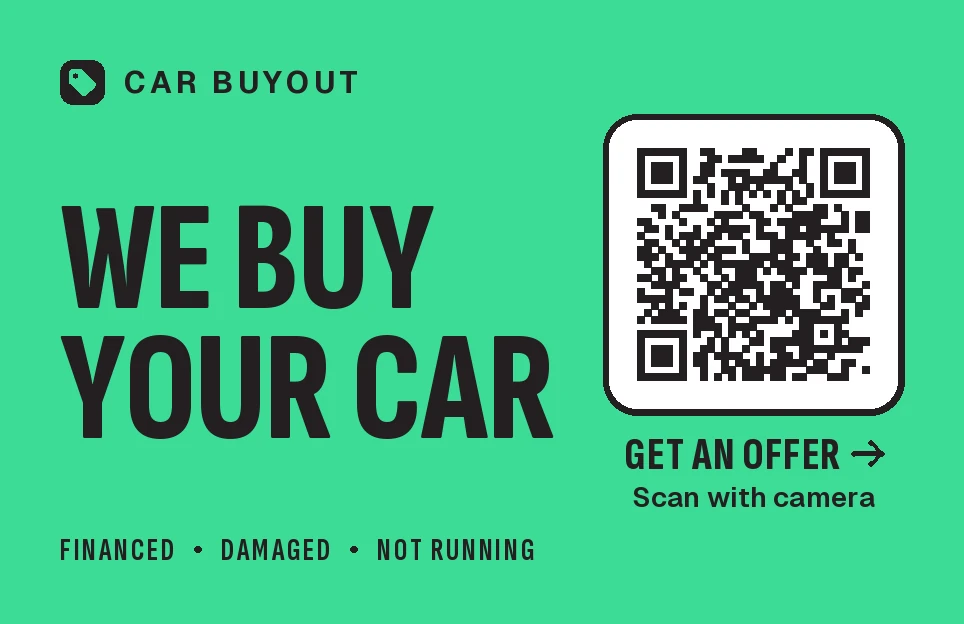 CAR BUYOUT
WE BUY
YOUR CAR
FINANCED • DAMAGED • NOT RUNNING
GET AN OFFER →
Scan with camera